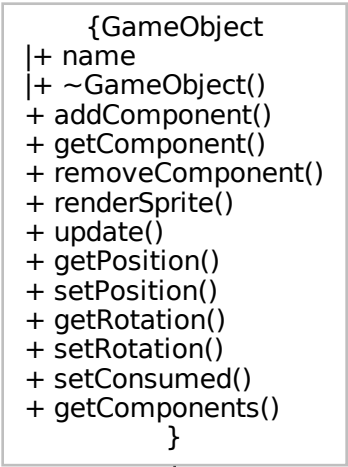 {GameObject
|+ name
|+ ~GameObject()
+ addComponent()
+ getComponent()
+ removeComponent()
+ renderSprite()
+ update()
+ getPosition()
+ setPosition()
+ getRotation()
+ setRotation()
+ setConsumed()
+ getComponents()
}